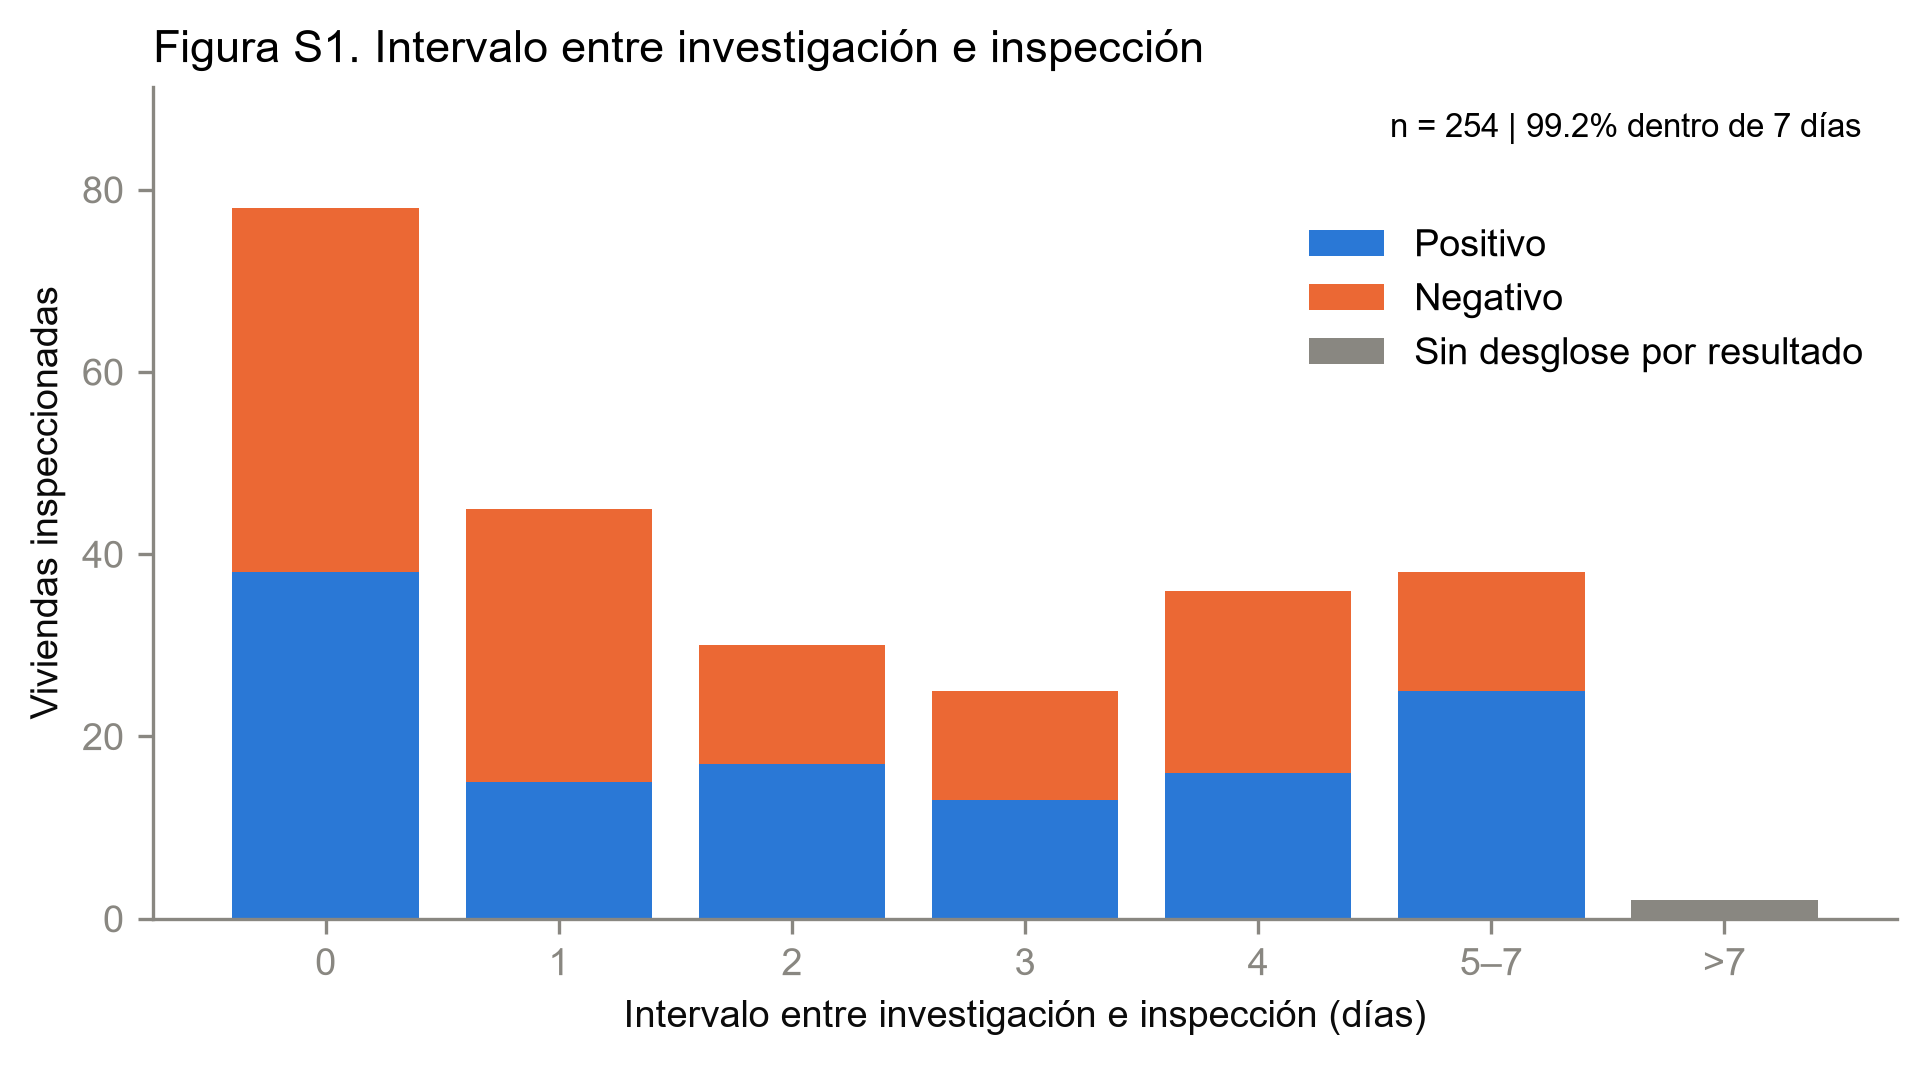 Figura S1. Intervalo entre investigación e inspección
n = 254 | 99.2% dentro de 7 días
Positivo
Negativo
Sin desglose por resultado
Viviendas inspeccionadas
80
60
40
20
0
0 1 2 3 4 5–7 >7
Intervalo entre investigación e inspección (días)